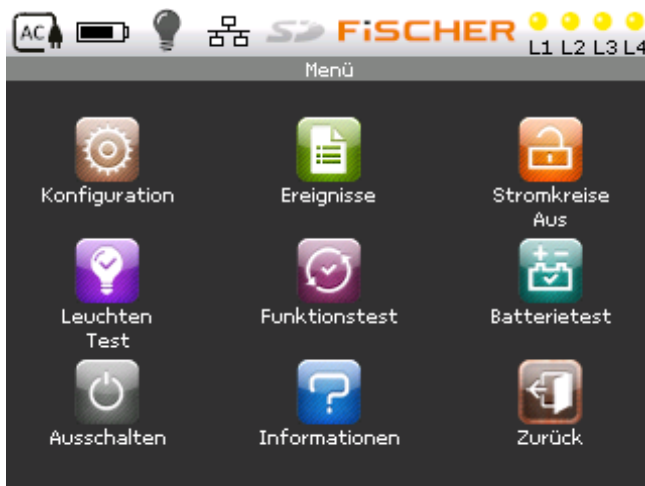 AC
SD FiSCHER
L1 L2 L3 L4
Menü
Konfiguration Ereignisse Stromkreise
Aus
Leuchten Funktionstest Batterietest
Test
Ausschalten Informationen Zurück